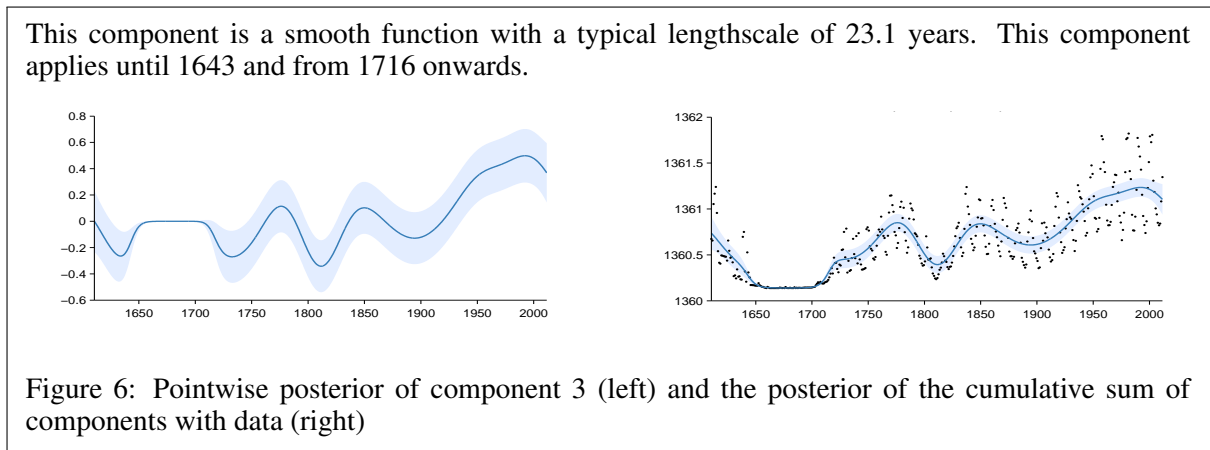 This component is a smooth function with a typical lengthscale of 23.1 years. This component
applies until 1643 and from 1716 onwards.
0.8
0.6
0.4
0.2
0
−0.2
−0.4
−0.6
1650 1700 1750 1800 1850 1900 1950 2000
1362
1361.5
1361
1360.5
1360
1650 1700 1750 1800 1850 1900 1950 2000
Figure 6: Pointwise posterior of component 3 (left) and the posterior of the cumulative sum of
components with data (right)